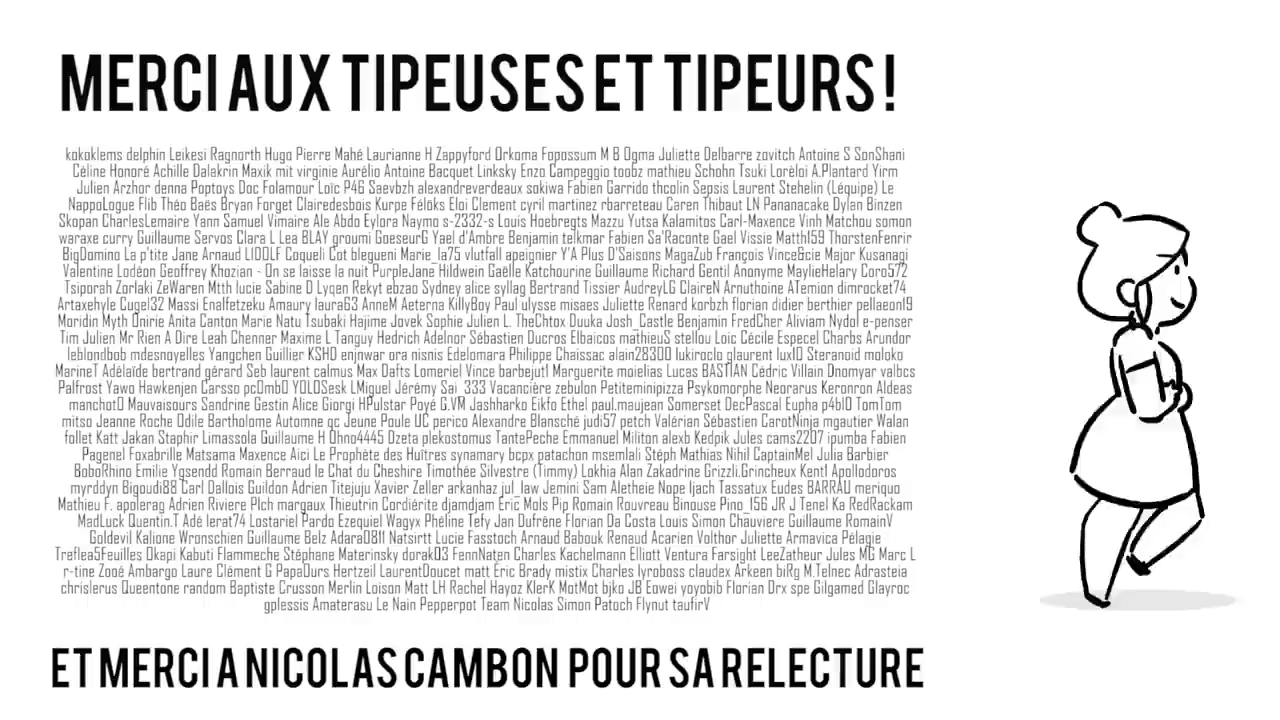 MERCI AUX TIPEUSES ET TIPEURS !
kokoklems delphin Leikesi Ragnorth Hugo Pierre Mahé Laurianne H Zappyford Orkoma Fopossum M B Ogma Juliette Delbarre zovitch Antoine S SonShani
Céline Honoré Achille Dalakrin Maxik mit virginie Aurélio Antoine Bacquet Linksky Enzo Campeggio toobz mathieu Schohn Tsuki Lorèloï A.Plantard Yirm
Julien Arzhor denna Poptoys Doc Folamour Loïc P46 Saevbzh alexandreverdeaux sokiwa Fabien Garrido thcolin Sepsis Laurent Stehelin (Léquipe) Le
NappoLogue Flib Théo Baës Bryan Forget Clairedesbois Kurpe Féloks Eloi Clement cyril martinez rbarreteau Caren Thibaut LN Pananacake Dylan Binzen
Skopan CharlesLemaire Yann Samuel Vimaire Ale Abdo Eylora Naymo s-2332-s Louis Hoebregts Mazzu Yutsa Kalamitos Carl-Maxence Vinh Matchou somon
waraxe curry Guillaume Servos Clara L Lea BLAY groumi GoeseurG Yael d'Ambre Benjamin telkmar Fabien Sa'Raconte Gael Vissie Matth159 ThorstenFenrir
BigDomino La p'tite Jane Arnaud LIDOLF Coqueli Cot blegueni Marie_la75 vlutfall apeignier Y'A Plus D'Saisons MagaZub François Vince&cie Major Kusanagi
Valentine Lodéon Geoffrey Khozian - On se laisse la nuit PurpleJane Hildwein Gaëlle Katchourine Guillaume Richard Gentil Anonyme MaylieHelary Coro572
Tsiporah Zorlaki ZeWaren Mtth lucie Sabine D Lyqen Rekyt ebzao Sydney alice syllag Bertrand Tissier AudreyLG ClaireN Arnuthoine ATemion dimrocket74
Artaxehyle Cugel32 Massi Enalfetzeku Amaury laura63 AnneM Aeterna KillyBoy Paul ulysse misaes Juliette Renard korbzh florian didier berthier pellaeon19
Moridin Myth Onirie Anita Canton Marie Natu Tsubaki Hajime Jovek Sophie Julien L. TheChtox Duuka Josh_Castle Benjamin FredCher Aliviam Nydol e-penser
Tim Julien Mr Rien A Dire Leah Chenner Maxime L Tanguy Hedrich Adelnor Sébastien Ducros Elbaicos mathieuS stellou Loic Cécile Especel Charbs Arundor
leblondbob mdesnoyelles Yangchen Guillier KSHO enjnwar ora nisnis Edelomara Philippe Chaissac alain28300 lukiroclo glaurent lux10 Steranoid moloko
MarineT Adélaïde bertrand gérard Seb laurent calmus Max Dafts Lomeriel Vince barbejut1 Marguerite moielias Lucas BASTIAN Cédric Villain Dnomyar valbcs
Palfrost Yawo Hawkenjen Carsso pc0mb0 YOLOSesk LMiguel Jérémy Sai_333 Vacancière zebulon Petiteminipizza Psykomorphe Neorarus Keronron Aldeas
manchot0 Mauvaisours Sandrine Gestin Alice Giorgi HPulstar Poyé G.VM Jashharko Eikfo Ethel paul.maujean Somerset DecPascal Eupha p4bl0 TomTom
mitso Jeanne Roche Odile Bartholome Automne qc Jeune Poule UC perico Alexandre Blansché judi57 petch Valérian Sébastien CarotNinja mgautier Walan
follet Katt Jakan Staphir Limassola Guillaume H Ohno4445 Dzeta plekostomus TantePeche Emmanuel Militon alexb Kedpik Jules cams2207 ipumba Fabien
Pagenel Foxabrille Matsama Maxence Aici Le Prophète des Huîtres synamary bcpx patachon msemlali Stéph Mathias Nihil CaptainMel Julia Barbier
BoboRhino Emilie Ygsendd Romain Berraud le Chat du Cheshire Timothée Silvestre (Timmy) Lokhia Alan Zakadrine Grizzli.Grincheux Kent1 Apollodoros
myrddyn Bigoudi88 Carl Dallois Guildon Adrien Titejuju Xavier Zeller arkanhaz jul_law Jemini Sam Aletheie Nope Ijach Tassatux Eudes BARRAU meriquo
Mathieu F. apolerag Adrien Riviere Plch margaux Thieutrin Cordiérite djamdjam Eric Mols Pip Romain Rouvreau Binouse Pino_156 JR J Tenel Ka RedRackam
MadLuck Quentin.T Adé lerat74 Lostariel Pardo Ezequiel Wagyx Phéline Tefy Jan Dufrêne Florian Da Costa Louis Simon Chauviere Guillaume RomainV
Goldevil Kalione Wronschien Guillaume Belz Adara0811 Natsirtt Lucie Fasstoch Arnaud Babouk Renaud Acarien Volthor Juliette Armavica Pélagie
Treflea5Feuilles Okapi Kabuti Flammeche Stéphane Materinsky dorak03 FennNaten Charles Kachelmann Elliott Ventura Farsight LeeZatheur Jules MG Marc L
r-tine Zooé Ambargo Laure Clément G PapaOurs Hertzeil LaurentDoucet matt Eric Brady mistix Charles lyroboss claudex Arkeen biRg M.Telnec Adrasteia
chrislerus Queentone random Baptiste Crusson Merlin Loison Matt LH Rachel Hayoz KlerK MotMot bjko JB Eowei yoyobib Florian Orx spe Gilgamed Glayroc
gplessis Amaterasu Le Nain Pepperpot Team Nicolas Simon Patoch Flynut taufirV
ET MERCI A NICOLAS CAMBON POUR SA RELECTURE